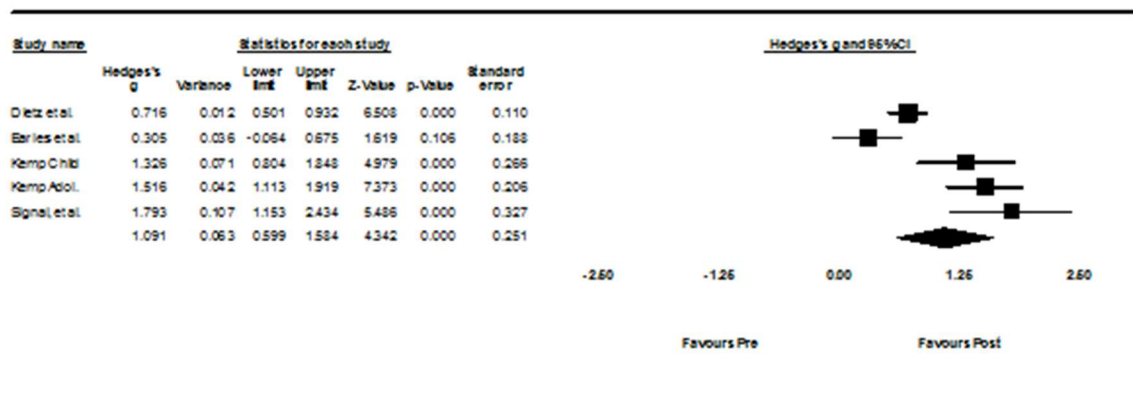 Study name Statistics for each study Hedges's g and 95% CI
Hedges's g Variance Lower limit Upper limit Z-Value p-Value Standard error
Dietz et al. 0.716 0.012 0.501 0.932 6.508 0.000 0.110
Earles et al. 0.305 0.036 -0.064 0.675 1.619 0.106 0.188
Kemp Child 1.326 0.071 0.804 1.848 4.979 0.000 0.266
Kemp Adol. 1.516 0.042 1.113 1.919 7.373 0.000 0.206
Signal, et al. 1.793 0.107 1.153 2.434 5.486 0.000 0.327
1.091 0.063 0.599 1.584 4.342 0.000 0.251
-2.50 -1.25 0.00 1.25 2.50
Favours Pre Favours Post